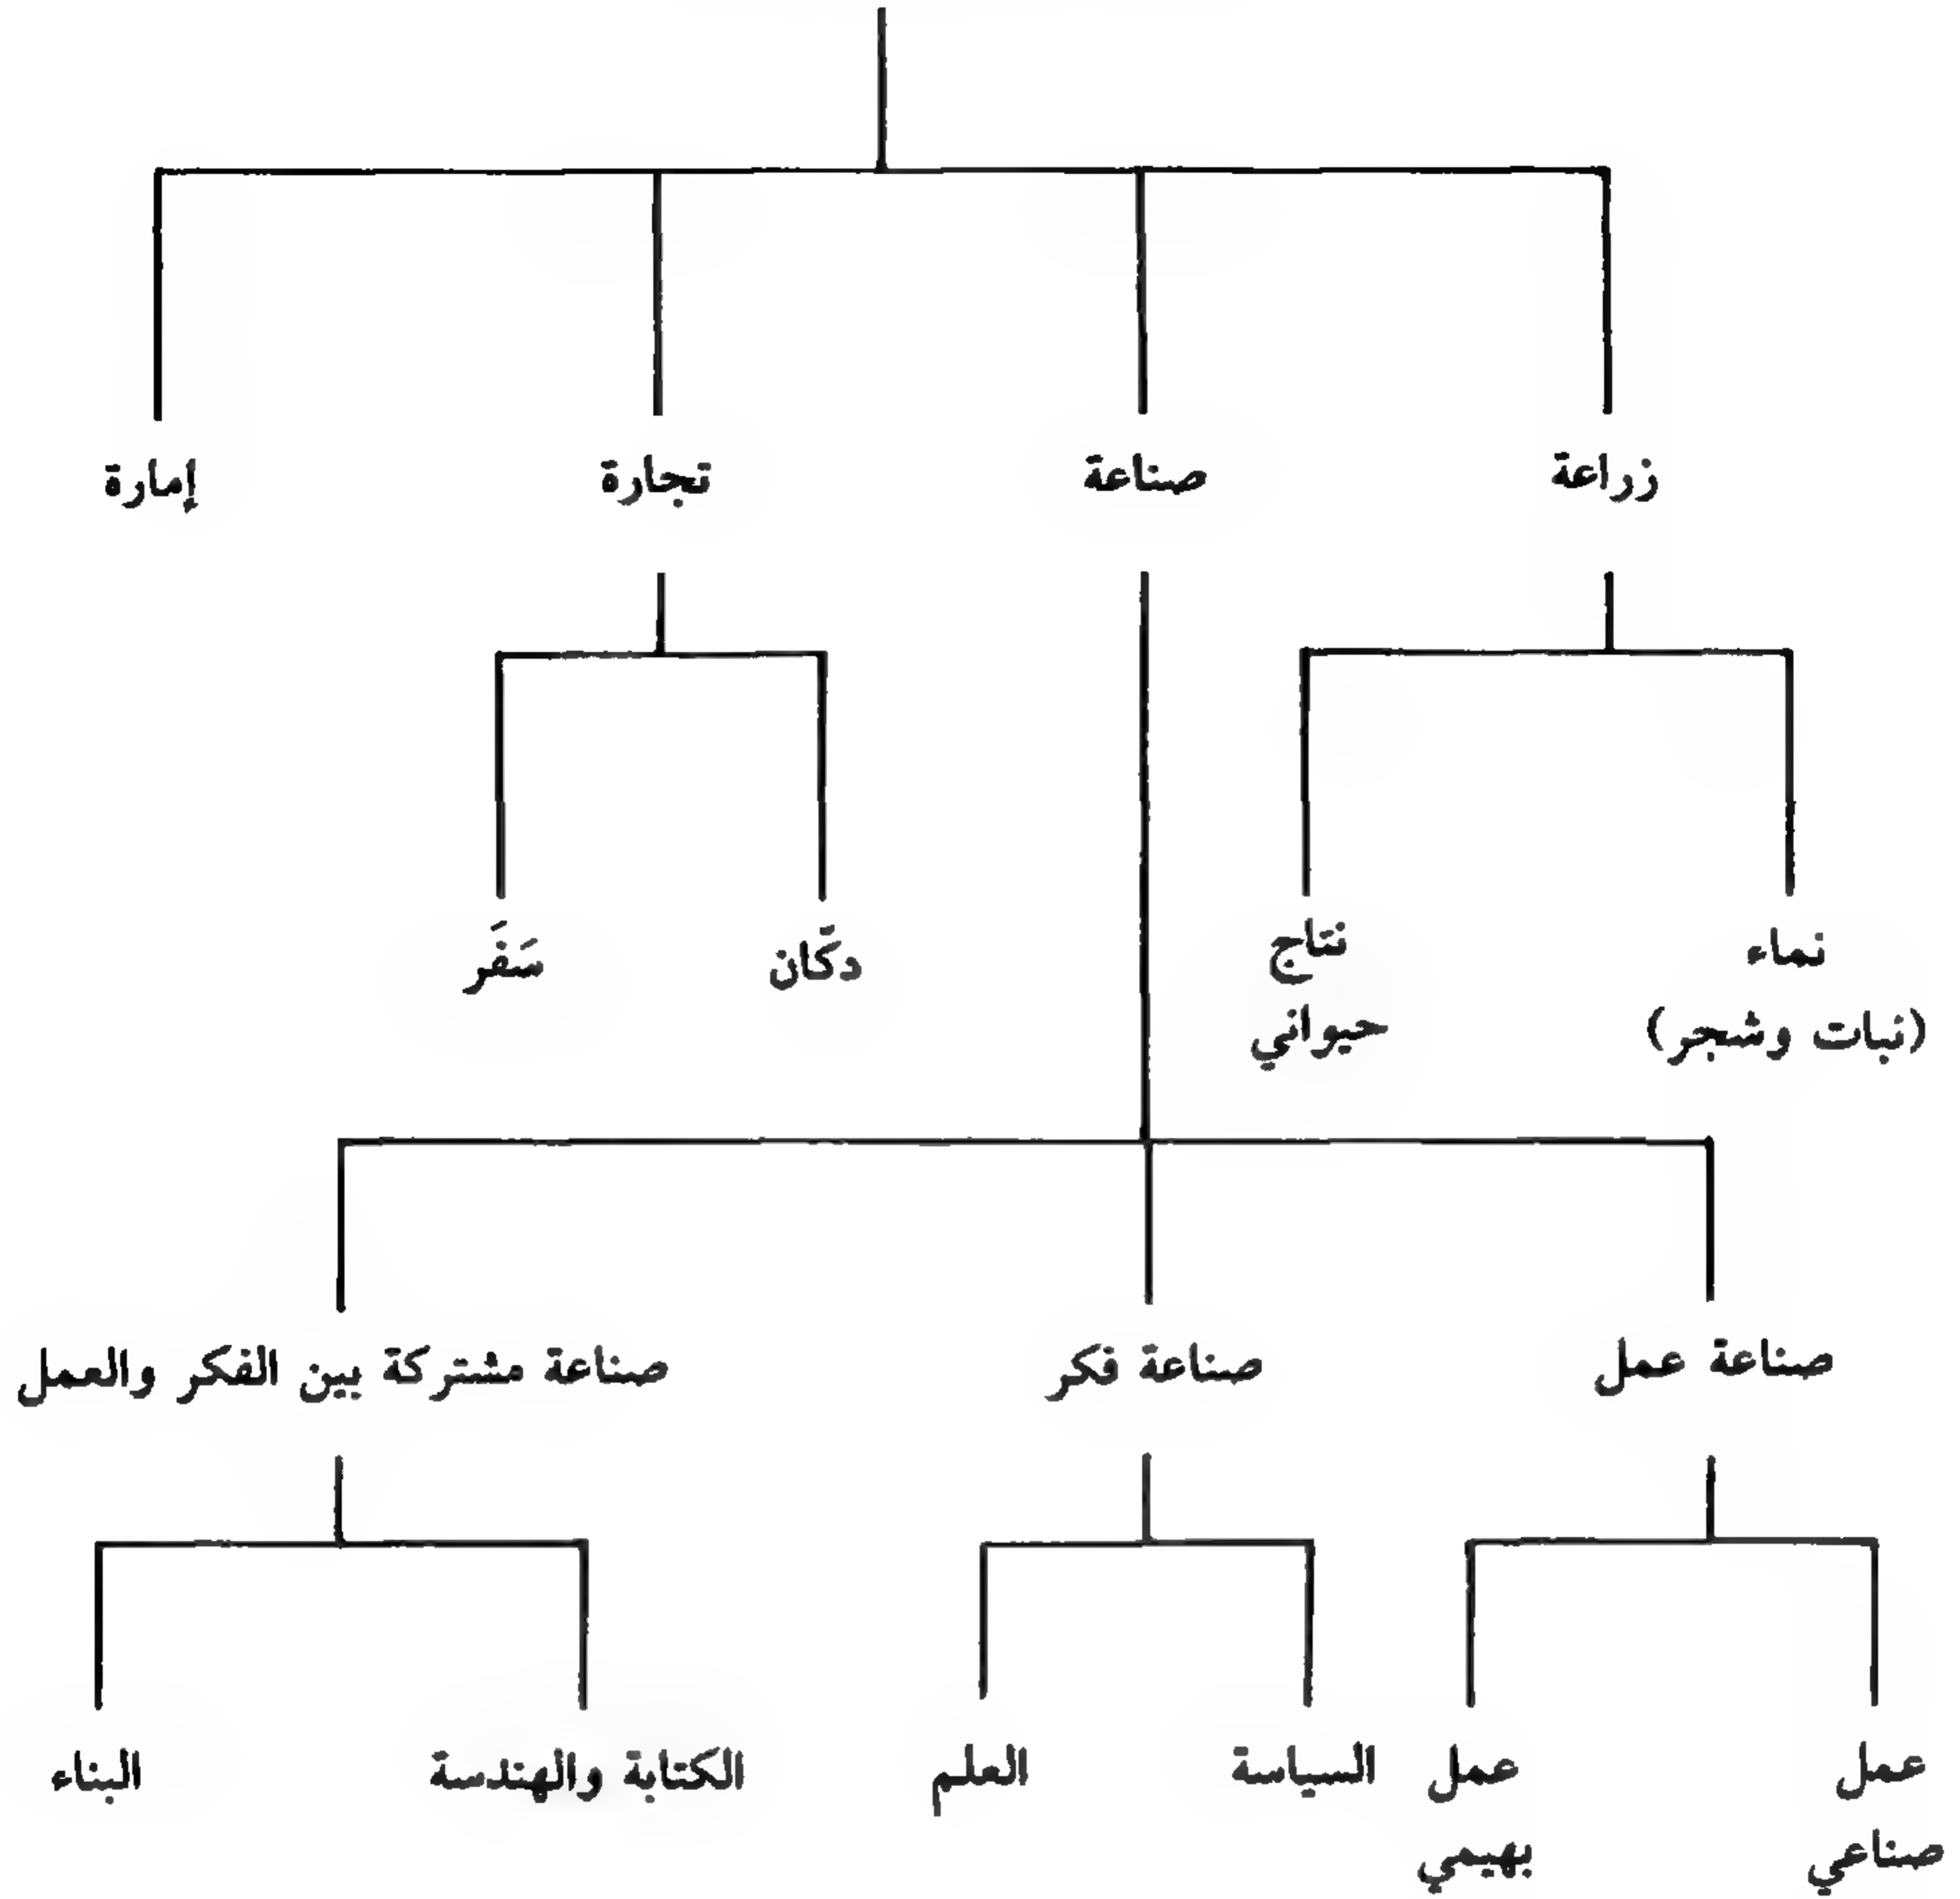 زراعة
صناعة
تجارة
إمارة
نماء
(نبات وشجر)
نتاج
حيواني
دكَّان
سَفَر
صناعة عمل
صناعة فكر
صناعة مشتركة بين الفكر والعمل
عمل
صناعي
عمل
بهيمي
السياسة
العلم
الكتابة والهندسة
البناء